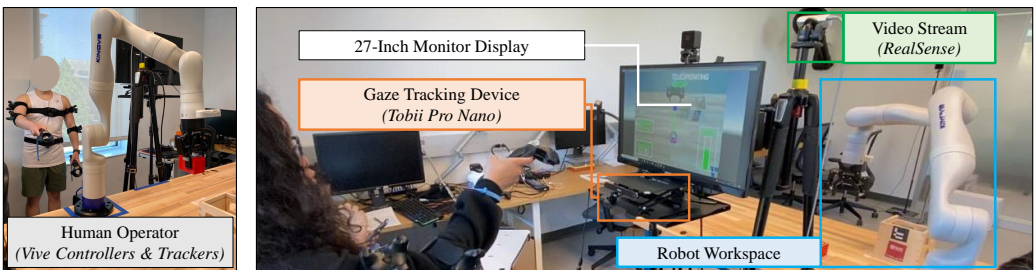 KINOVA
Human Operator
(Vive Controllers & Trackers)
27-Inch Monitor Display
Gaze Tracking Device
(Tobii Pro Nano)
TELEOPERATING
Video Stream
(RealSense)
Robot Workspace